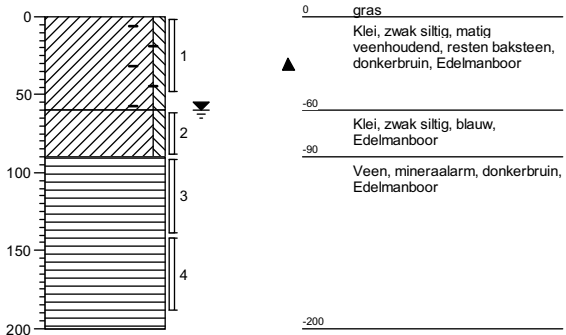 0
50
100
150
200
1
2
3
4
0
gras
Klei, zwak siltig, matig
veenhoudend, resten baksteen,
donkerbruin, Edelmanboor
-60
Klei, zwak siltig, blauw,
Edelmanboor
-90
Veen, mineraalarm, donkerbruin,
Edelmanboor
-200